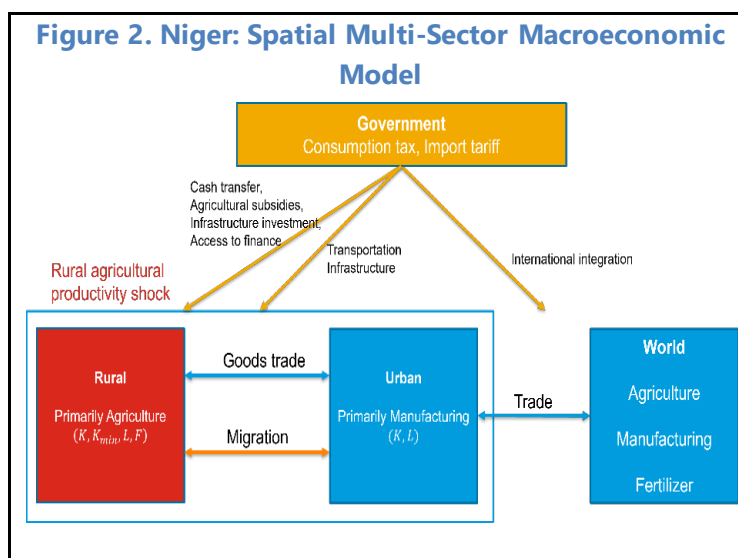 Figure 2. Niger: Spatial Multi-Sector Macroeconomic
Model
Government
Consumption tax, Import tariff
Cash transfer,
Agricultural subsidies,
Infrastructure investment,
Access to finance
Transportation
Infrastructure
International integration
Rural agricultural
productivity shock
Rural
Primarily Agriculture
(K, Kmin, L, F)
Goods trade
Migration
Urban
Primarily Manufacturing
(K, L)
Trade
World
Agriculture
Manufacturing
Fertilizer